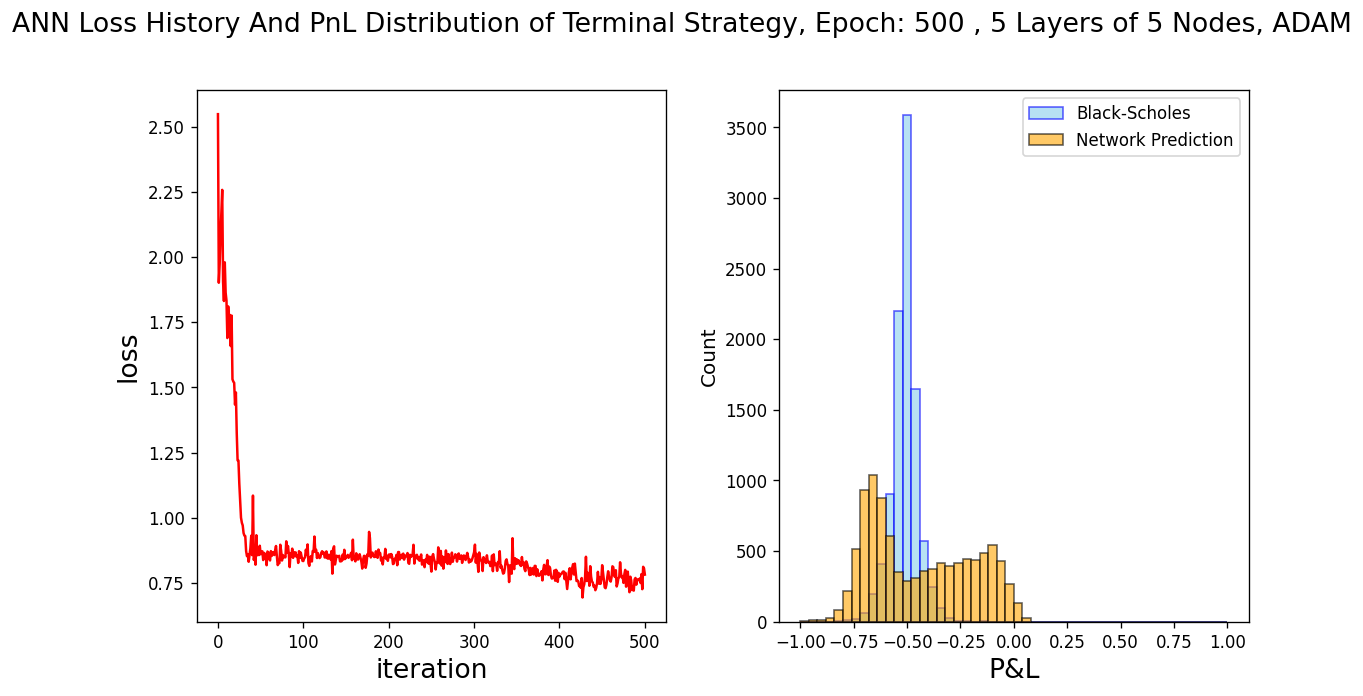 ANN Loss History And PnL Distribution of Terminal Strategy, Epoch: 500 , 5 Layers of 5 Nodes, ADAM
loss
2.50
2.25
2.00
1.75
1.50
1.25
1.00
0.75
0 100 200 300 400 500
iteration
Count
3500
3000
2500
2000
1500
1000
500
0
Black-Scholes
Network Prediction
−1.00 −0.75 −0.50 −0.25 0.00 0.25 0.50 0.75 1.00
P&L